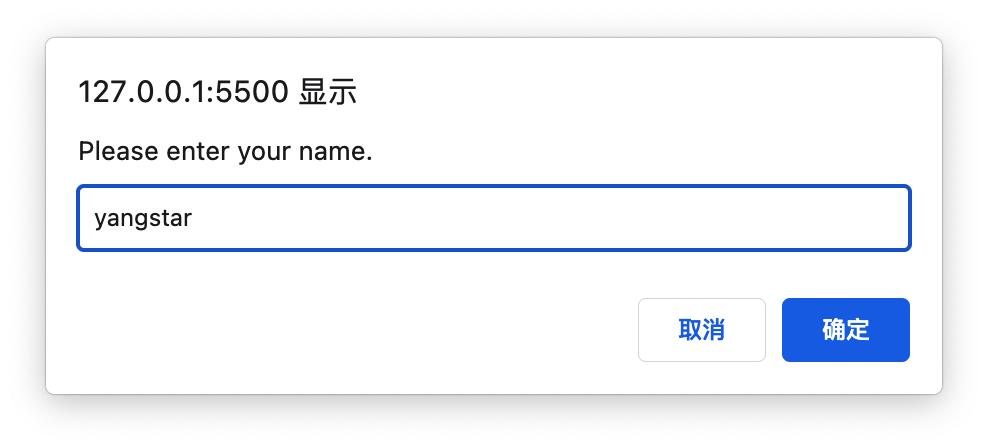 127.0.0.1:5500 显示
Please enter your name.
yangstar
取消 确定